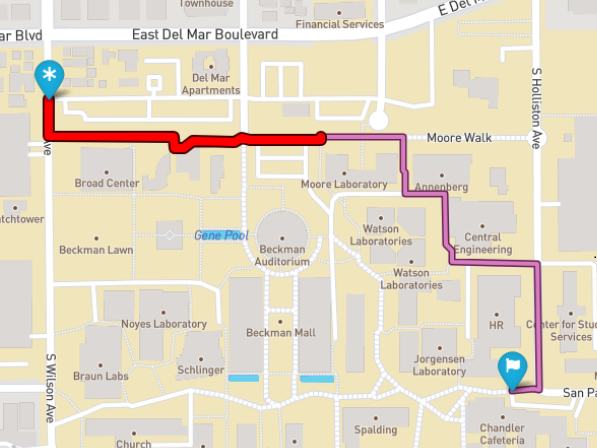 Townhouse
Financial Services
E Del M
ar Blvd
East Del Mar Boulevard
Del Mar
Apartments
S Holliston Ave
Ave
Moore Walk
Broad Center
Moore Laboratory
Annenberg
atchtower
Gene Pool
Beckman Lawn
Beckman
Auditorium
Watson
Laboratories
Central
Engineering
Watson
Laboratories
Noyes Laboratory
Beckman Mall
HR
Center for Stud
Services
S Wilson Ave
Braun Labs
Schlinger
Jorgensen
Laboratory
San Pa
Church
Spalding
Chandler
Cafeteria